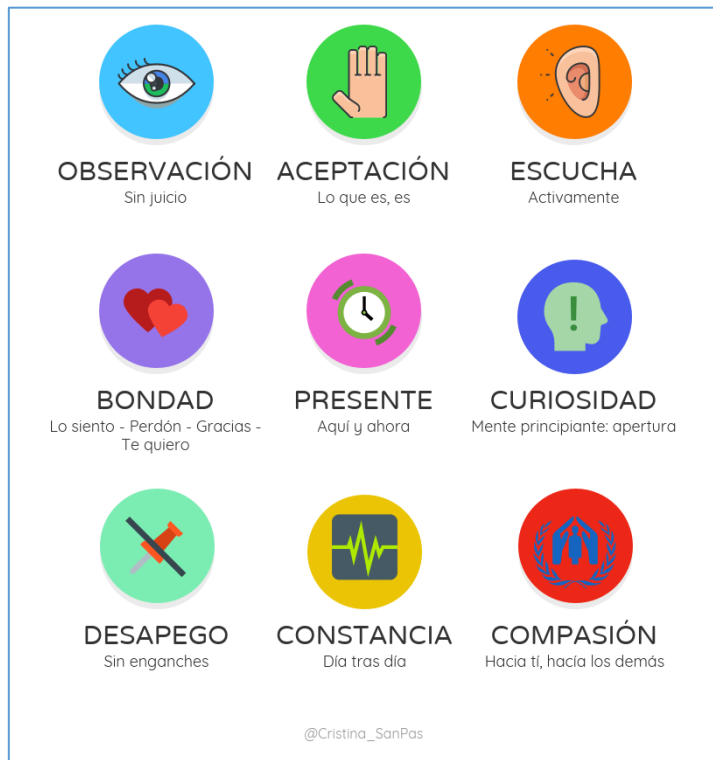 OBSERVACIÓN
Sin juicio
ACEPTACIÓN
Lo que es, es
ESCUCHA
Activamente
BONDAD
Lo siento - Perdón - Gracias -
Te quiero
PRESENTE
Aquí y ahora
CURIOSIDAD
Mente principiante: apertura
DESAPEGO
Sin enganches
CONSTANCIA
Día tras día
COMPASIÓN
Hacia tí, hacía los demás
@Cristina_SanPas